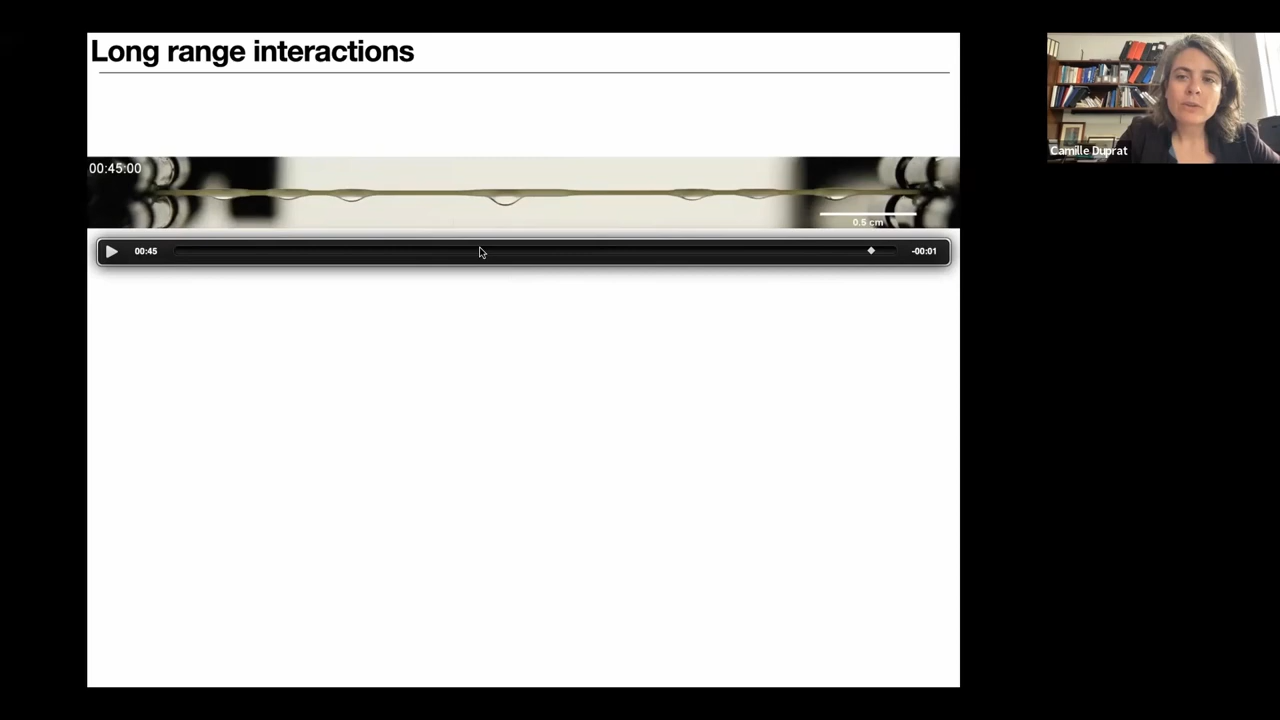 Long range interactions
Camille Duprat
00:45:00
0.5 cm
00:45
-00:01